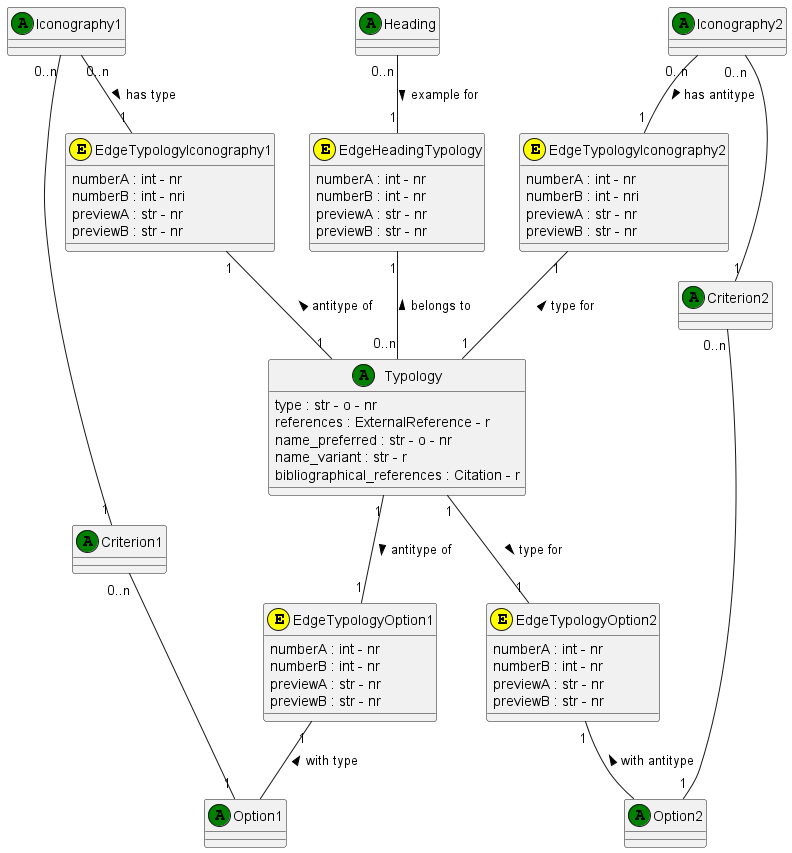 A Iconography1
A Heading
A Iconography2
0..n
0..n
0..n
0..n
0..n
has type
example for
has antitype
1
1
1
E EdgeTypologyIconography1
numberA : int - nr
numberB : int - nri
previewA : str - nr
previewB : str - nr
E EdgeHeadingTypology
numberA : int - nr
numberB : int - nr
previewA : str - nr
previewB : str - nr
E EdgeTypologyIconography2
numberA : int - nr
numberB : int - nri
previewA : str - nr
previewB : str - nr
1
1
1
1
A Criterion2
antitype of
belongs to
type for
1
0..n
1
0..n
A Typology
type : str - o - nr
references : ExternalReference - r
name_preferred : str - o - nr
name_variant : str - r
bibliographical_references : Citation - r
1
1
1
A Criterion1
antitype of
type for
0..n
1
1
E EdgeTypologyOption1
numberA : int - nr
numberB : int - nr
previewA : str - nr
previewB : str - nr
E EdgeTypologyOption2
numberA : int - nr
numberB : int - nr
previewA : str - nr
previewB : str - nr
1
1
with type
with antitype
1
1
A Option1
A Option2